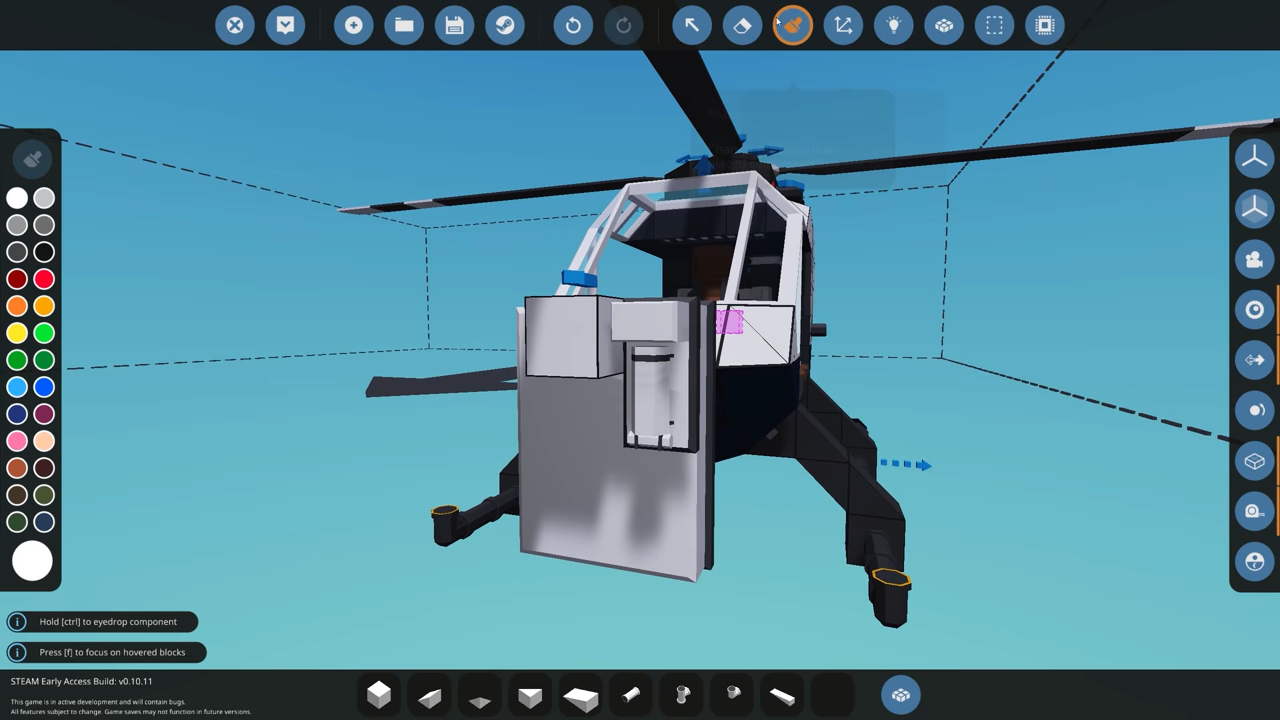 Hold [ctrl] to eyedrop component
Press [f] to focus on hovered blocks
STEAM Early Access Build: v0.10.11
This game is in active development and will contain bugs.
All features subject to change. Game saves may not function in future versions.